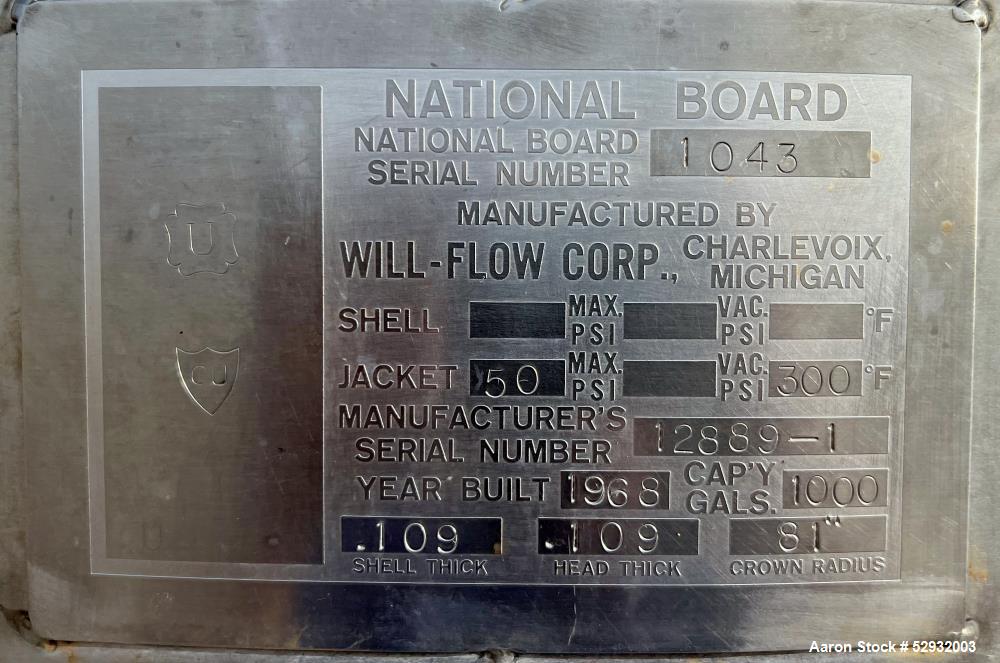 NATIONAL BOARD
NATIONAL BOARD SERIAL NUMBER 1043
MANUFACTURED BY
WILL-FLOW CORP., CHARLEVOIX, MICHIGAN
SHELL MAX. PSI VAC. PSI °F
JACKET 50 MAX. PSI VAC. PSI 300 °F
MANUFACTURER'S SERIAL NUMBER 12889-1
YEAR BUILT 1968 CAP'Y GALS. 1000
.109 .109 81"
SHELL THICK HEAD THICK CROWN RADIUS
U
CU
U
Aaron Stock # 52932003